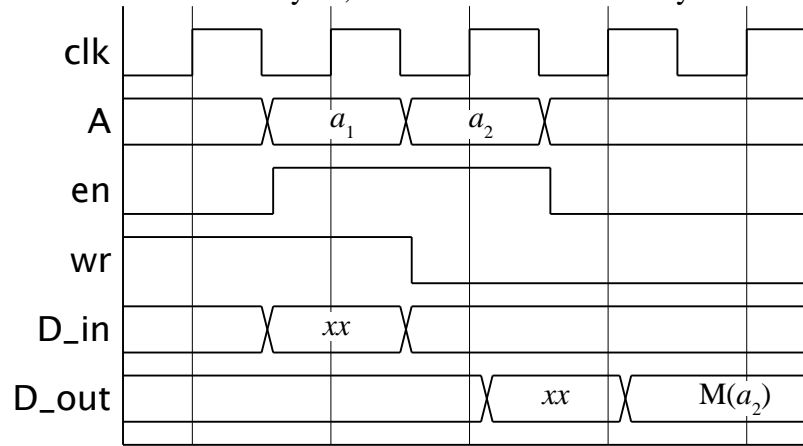 clk
A a₁ a₂
en
wr
D_in xx
D_out xx M(a₂)